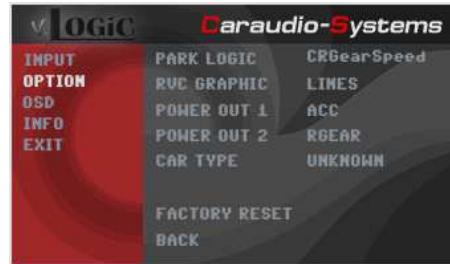 v.LOGiC Caraudio-Systems
INPUT
OPTION
OSD
INFO
EXIT
PARK LOGIC CRGearSpeed
RVC GRAPHIC LINES
POWER OUT 1 ACC
POWER OUT 2 RGEAR
CAR TYPE UNKNOWN
FACTORY RESET
BACK